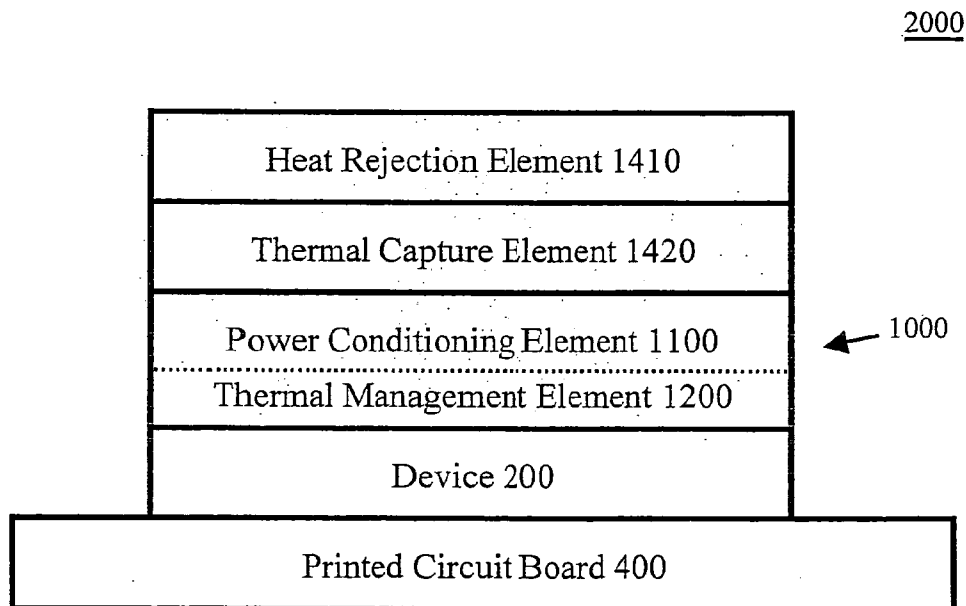 2000
Heat Rejection Element 1410
Thermal Capture Element 1420
Power Conditioning Element 1100
1000
Thermal Management Element 1200
Device 200
Printed Circuit Board 400